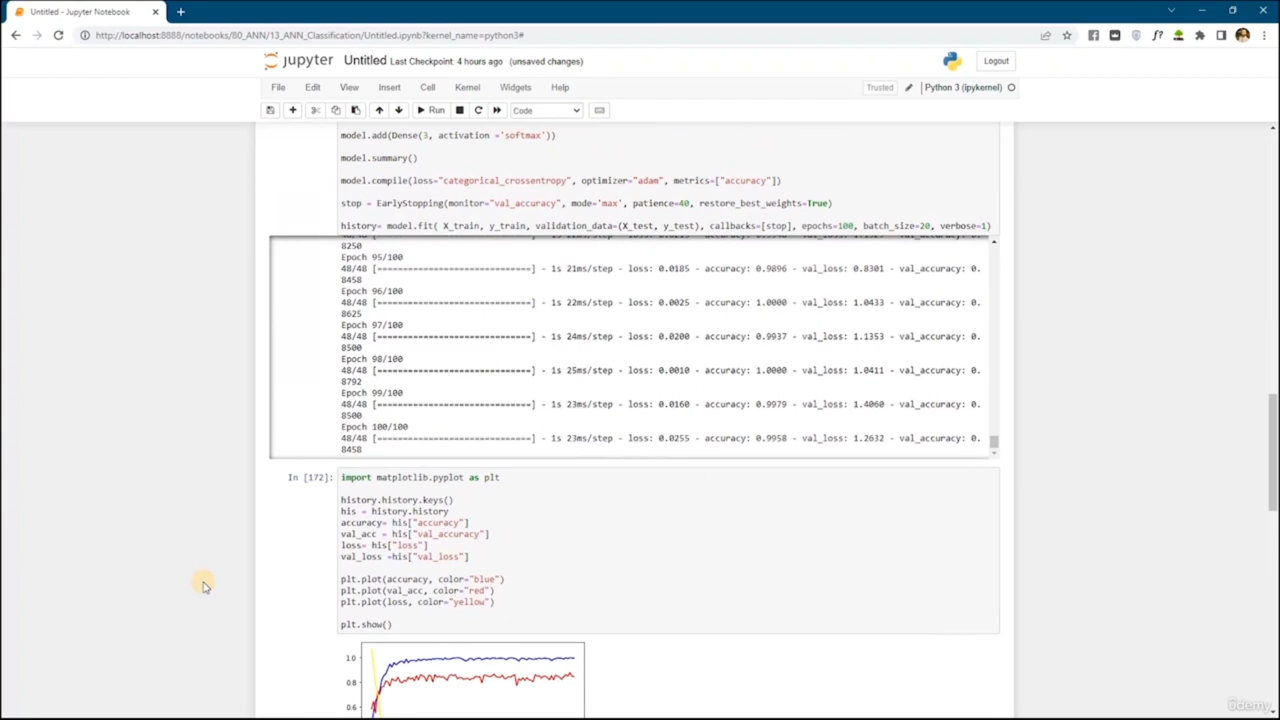 Untitled - Jupyter Notebook
http://localhost:8888/notebooks/80_ANN/13_ANN_Classification/Untitled.ipynb?kernel_name=python3#
jupyter Untitled Last Checkpoint: 4 hours ago (unsaved changes) Logout
File Edit View Insert Cell Kernel Widgets Help Trusted Python 3 (ipykernel)
Run Code
model.add(Dense(3, activation ='softmax'))
model.summary()
model.compile(loss="categorical_crossentropy", optimizer="adam", metrics=["accuracy"])
stop = EarlyStopping(monitor="val_accuracy", mode='max', patience=40, restore_best_weights=True)
history= model.fit( X_train, y_train, validation_data=(X_test, y_test), callbacks=[stop], epochs=100, batch_size=20, verbose=1)
8250
Epoch 95/100
48/48 [==============================] - 1s 21ms/step - loss: 0.0185 - accuracy: 0.9896 - val_loss: 0.8301 - val_accuracy: 0.
8458
Epoch 96/100
48/48 [==============================] - 1s 22ms/step - loss: 0.0025 - accuracy: 1.0000 - val_loss: 1.0433 - val_accuracy: 0.
8625
Epoch 97/100
48/48 [==============================] - 1s 24ms/step - loss: 0.0200 - accuracy: 0.9937 - val_loss: 1.1353 - val_accuracy: 0.
8500
Epoch 98/100
48/48 [==============================] - 1s 25ms/step - loss: 0.0010 - accuracy: 1.0000 - val_loss: 1.0411 - val_accuracy: 0.
8792
Epoch 99/100
48/48 [==============================] - 1s 23ms/step - loss: 0.0160 - accuracy: 0.9979 - val_loss: 1.4060 - val_accuracy: 0.
8500
Epoch 100/100
48/48 [==============================] - 1s 23ms/step - loss: 0.0255 - accuracy: 0.9958 - val_loss: 1.2632 - val_accuracy: 0.
8458
In [172]: import matplotlib.pyplot as plt
history.history.keys()
his = history.history
accuracy= his["accuracy"]
val_acc = his["val_accuracy"]
loss= his["loss"]
val_loss =his["val_loss"]
plt.plot(accuracy, color="blue")
plt.plot(val_acc, color="red")
plt.plot(loss, color="yellow")
plt.show()
1.0
0.8
0.6
ûdemy